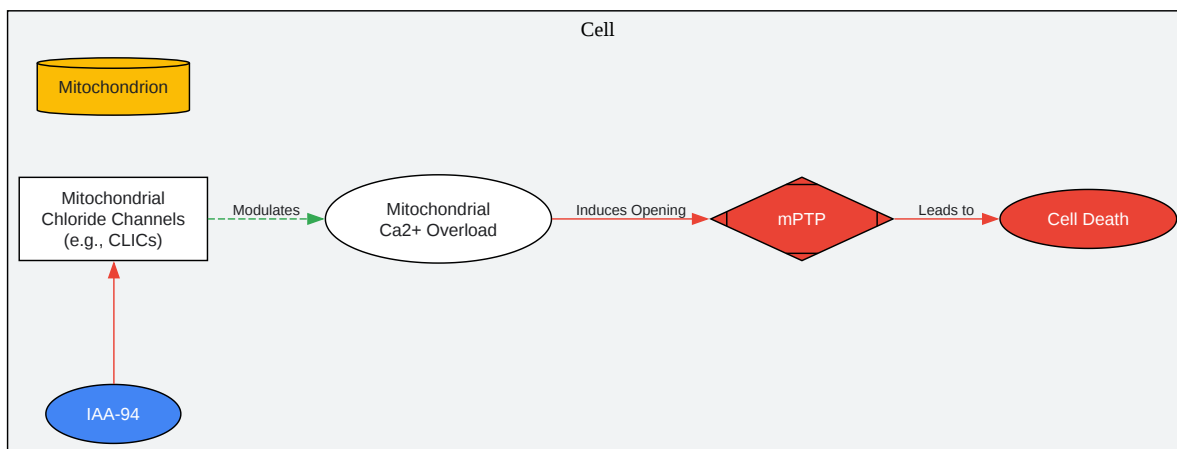 Cell
Mitochondrion
Mitochondrial
Chloride Channels
(e.g., CLICs)
Modulates
Mitochondrial
Ca2+ Overload
Induces Opening
mPTP
Leads to
Cell Death
IAA-94